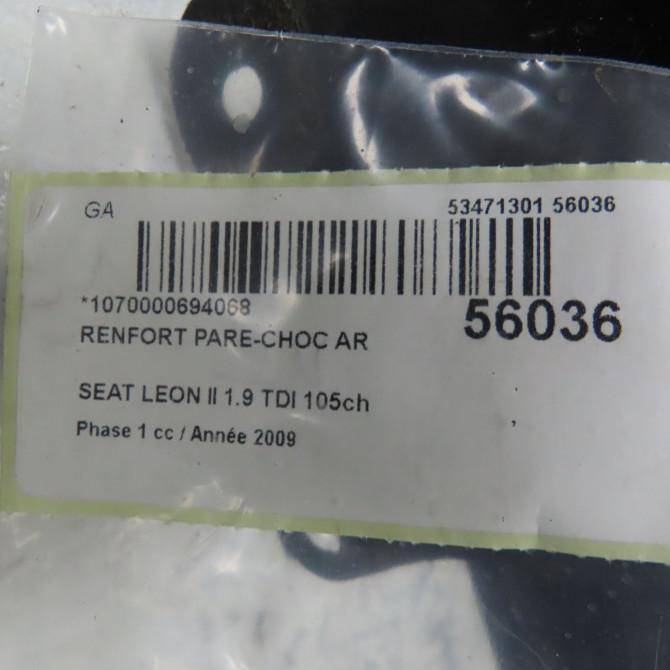 GA 53471301 56036
*1070000694068
56036
RENFORT PARE-CHOC AR
SEAT LEON II 1.9 TDI 105ch
Phase 1 cc / Année 2009